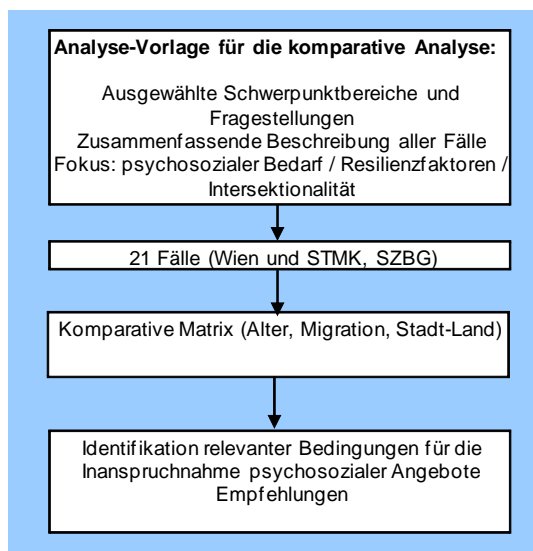 Analyse-Vorlage für die komparative Analyse:
Ausgewählte Schwerpunktbereiche und
Fragestellungen
Zusammenfassende Beschreibung aller Fälle
Fokus: psychosozialer Bedarf / Resilienzfaktoren /
Intersektionalität
21 Fälle (Wien und STMK, SZBG)
Komparative Matrix (Alter, Migration, Stadt-Land)
Identifikation relevanter Bedingungen für die
Inanspruchnahme psychosozialer Angebote
Empfehlungen